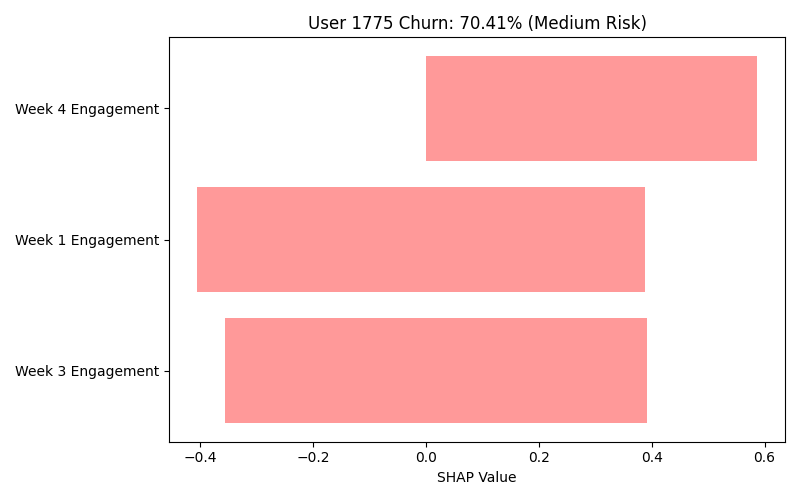 User 1775 Churn: 70.41% (Medium Risk)
Week 4 Engagement
Week 1 Engagement
Week 3 Engagement
−0.4 −0.2 0.0 0.2 0.4 0.6
SHAP Value